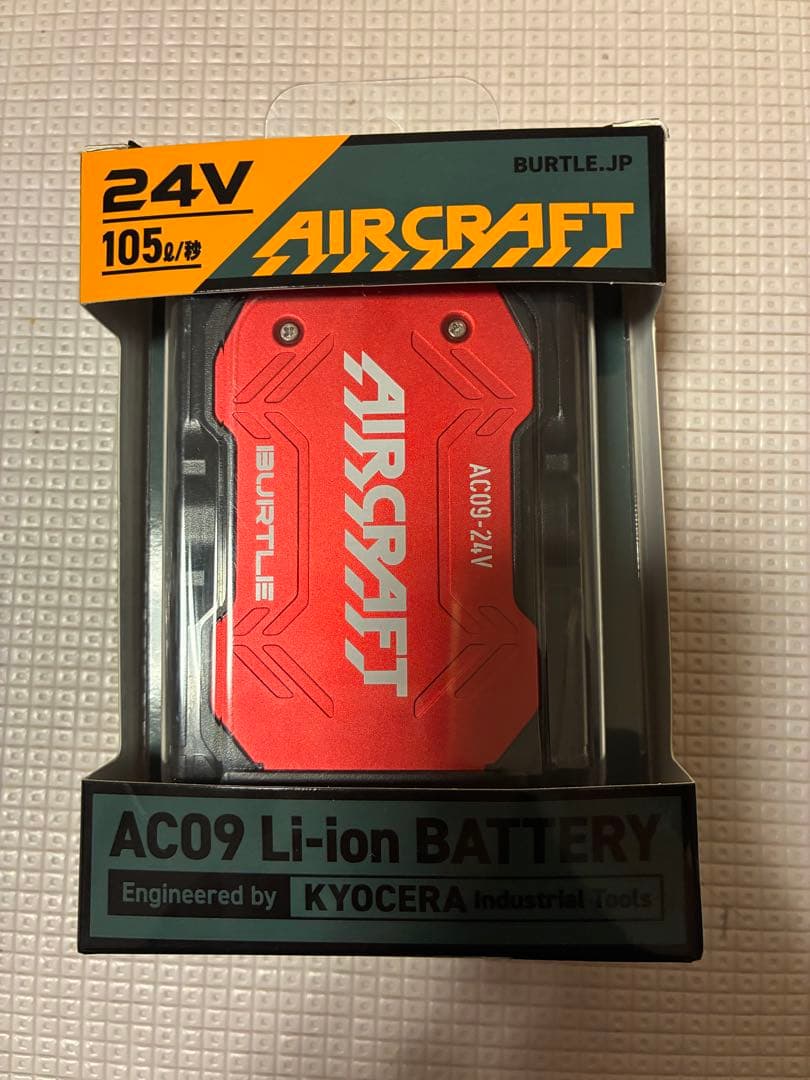 24V
105ℓ/秒
BURTLE.JP
AIRCRAFT
AIRCRAFT
BURTLE
AC09-24V
AC09 Li-ion BATTERY
Engineered by KYOCERA Industrial Tools